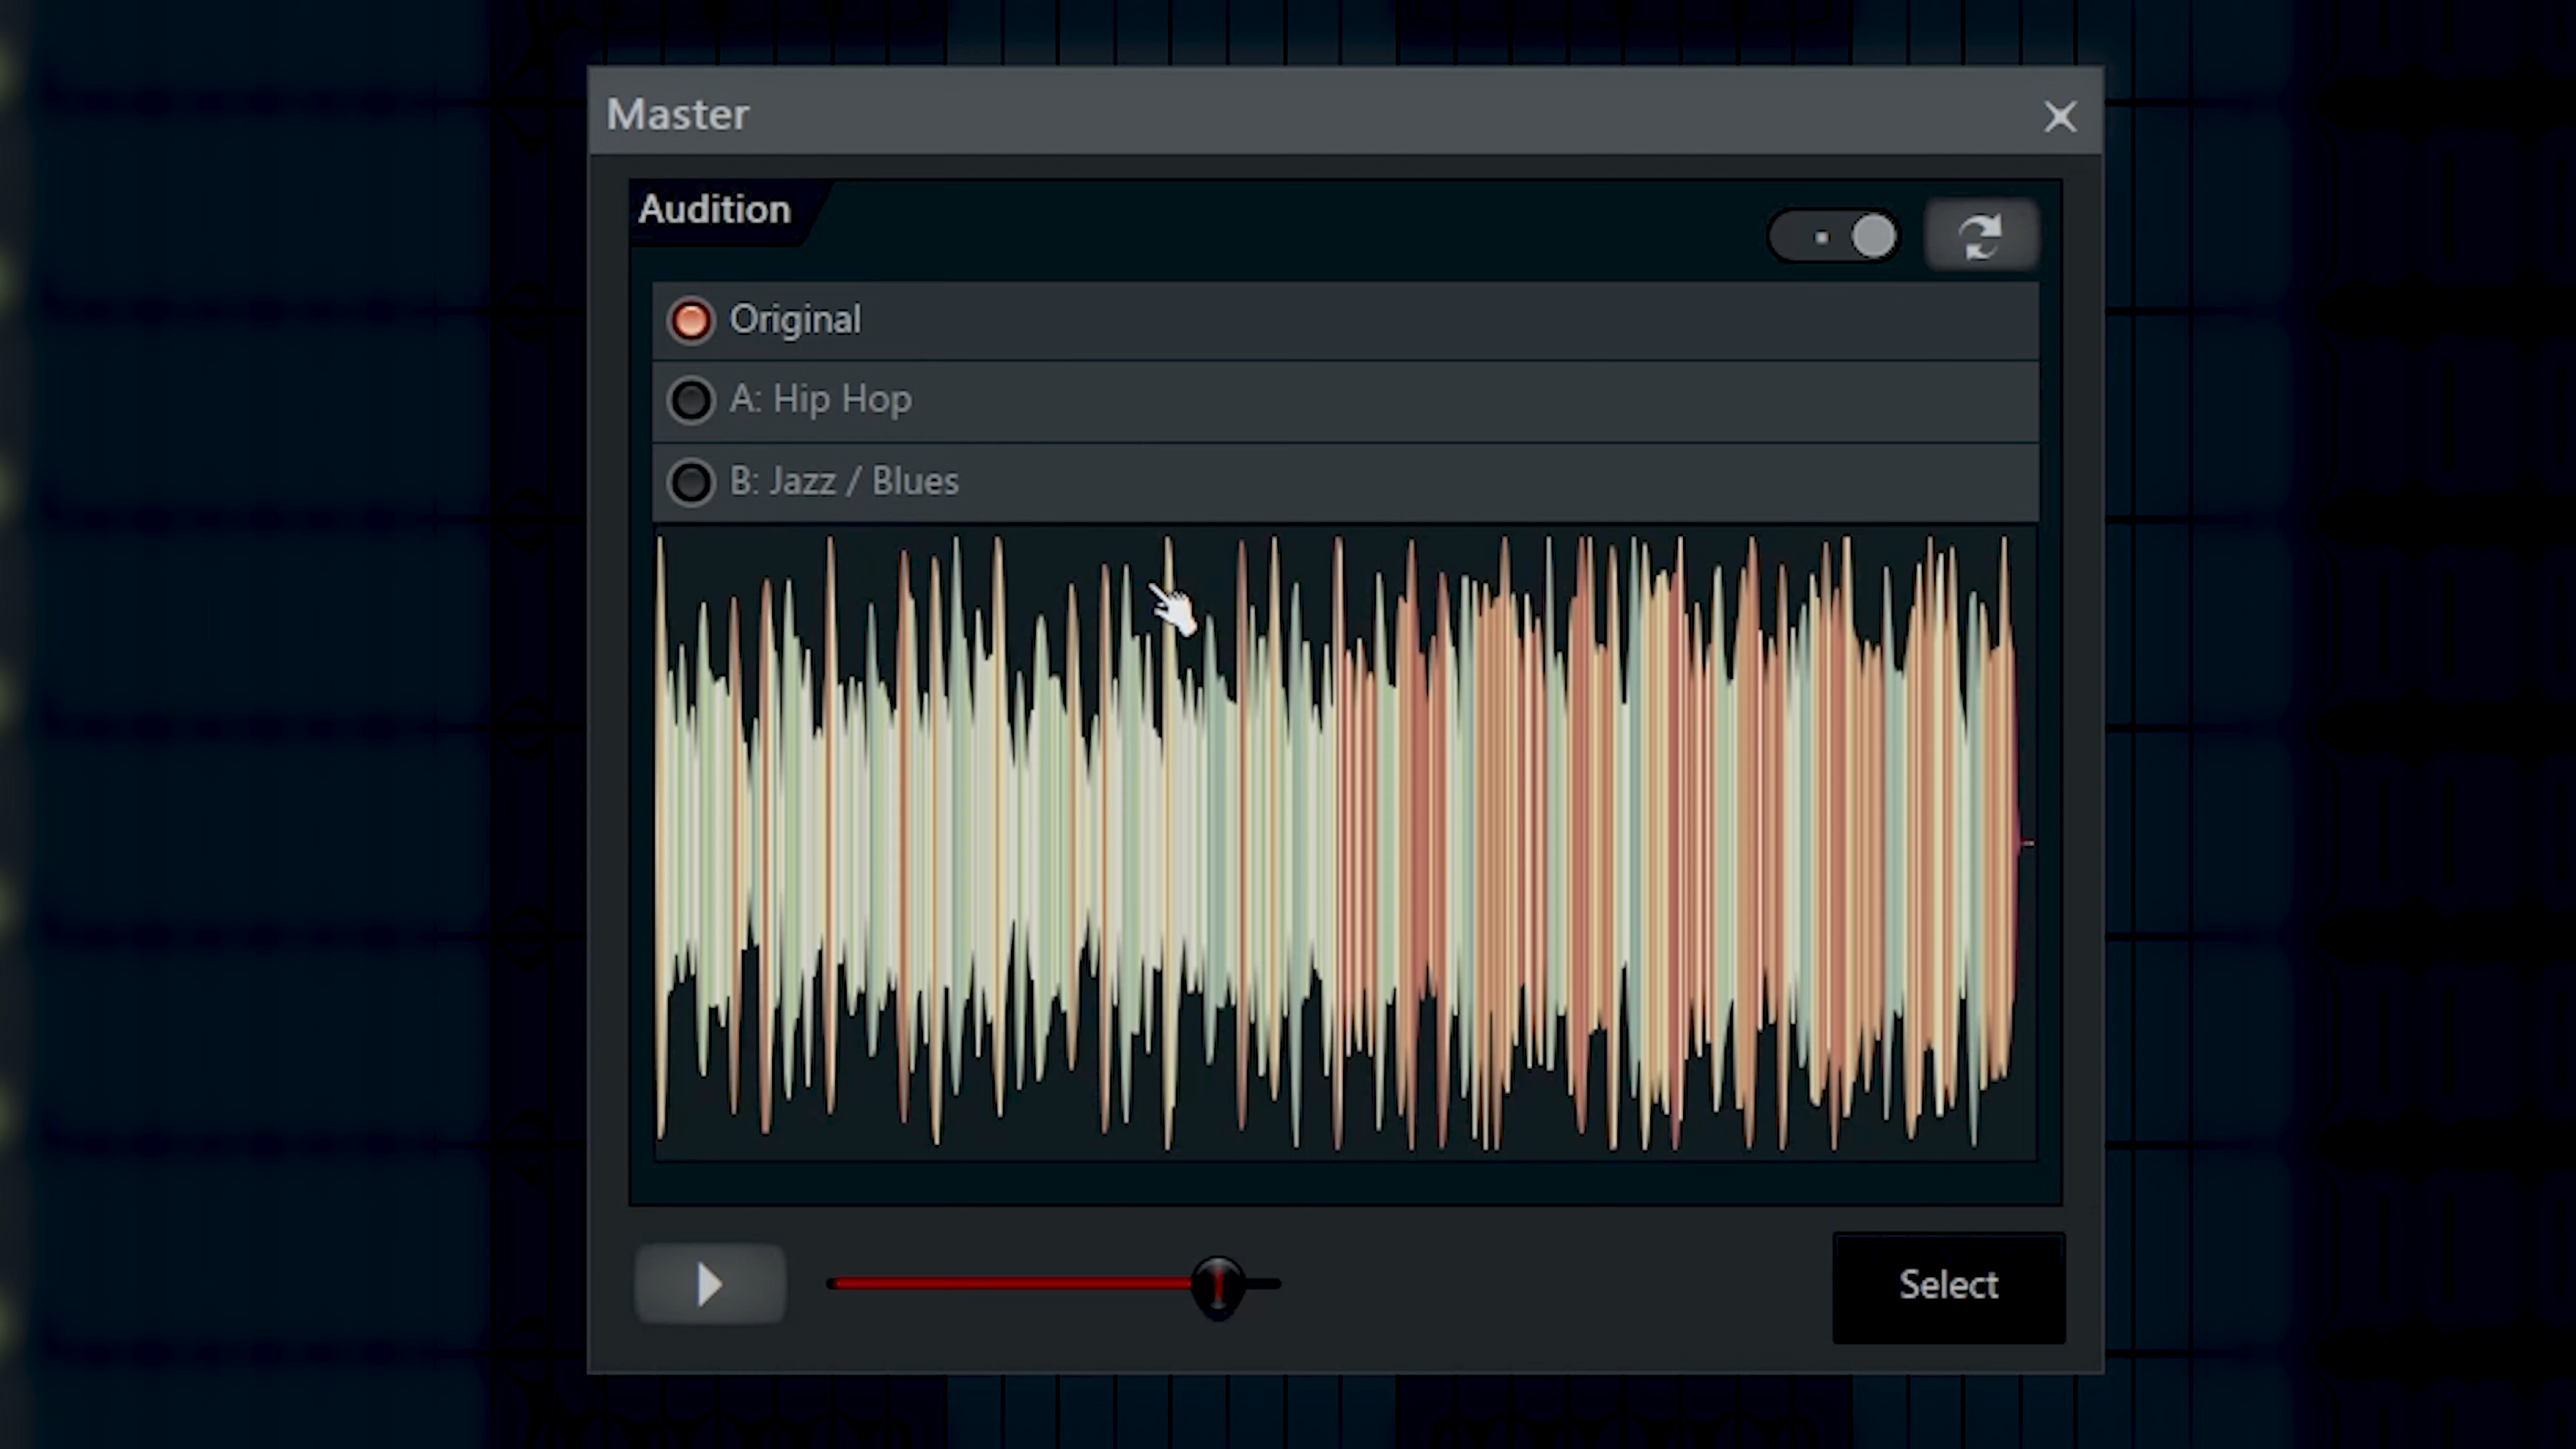 Master
Audition
Original
A: Hip Hop
B: Jazz / Blues
Select